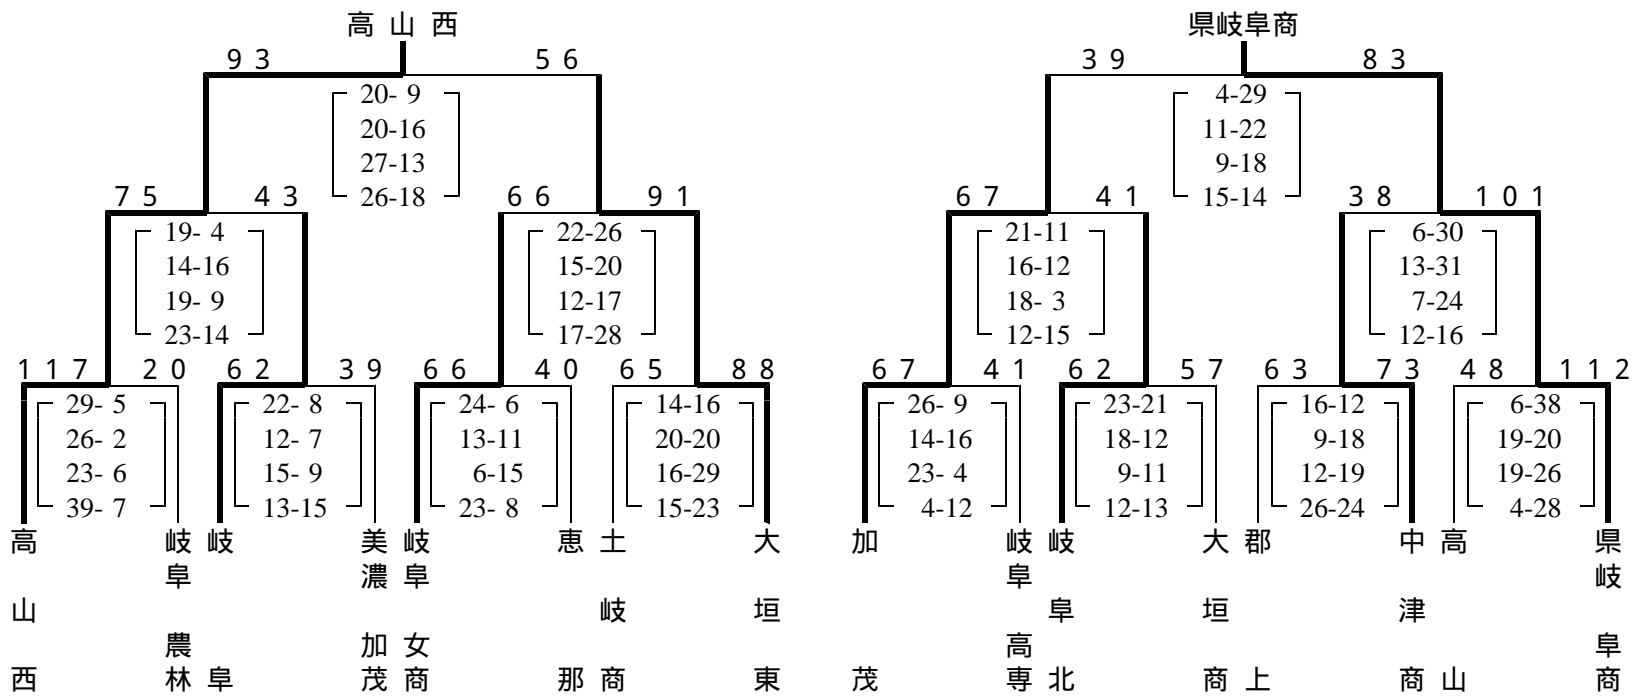 高山西 県岐阜商
93 56 39 83
20- 9 4-29
20-16 11-22
27-13 9-18
26-18 15-14
75 43 66 91 67 41 38 101
19- 4 22-26 21-11 6-30
14-16 15-20 16-12 13-31
19- 9 12-17 18- 3 7-24
23-14 17-28 12-15 12-16
117 20 62 39 66 40 65 88 67 41 62 57 63 73 48 112
29- 5 22- 8 24- 6 14-16 26- 9 23-21 16-12 6-38
26- 2 12- 7 13-11 20-20 14-16 18-12 9-18 19-20
23- 6 15- 9 6-15 16-29 23- 4 9-11 12-19 19-26
39- 7 13-15 23- 8 15-23 4-12 12-13 26-24 4-28
高山西
岐阜農林
岐阜
美濃加茂
岐阜女商
恵那
土岐商
大垣東
加茂
岐阜高専
岐阜北
大垣商
郡上
中津商
高山
県岐阜商